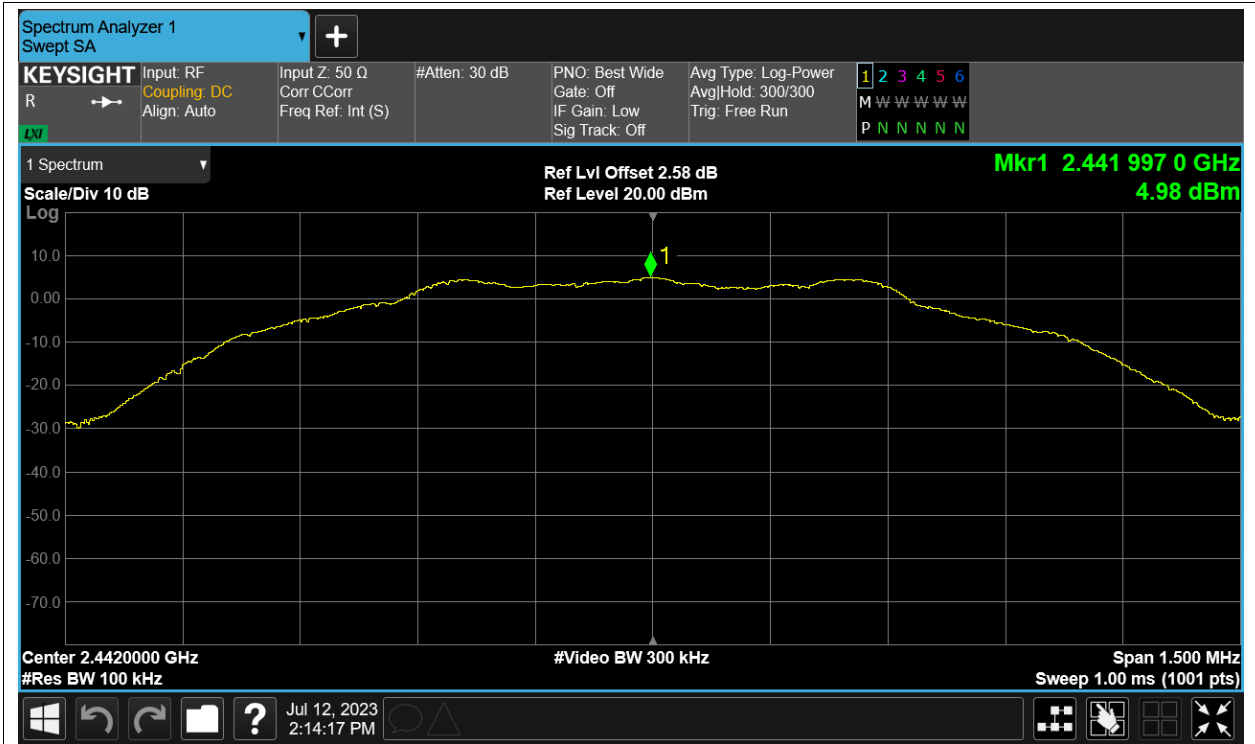 Spectrum Analyzer 1
Swept SA
KEYSIGHT
R
LXI
Input: RF
Coupling: DC
Align: Auto
Input Z: 50 Ω
Corr CCorr
Freq Ref: Int (S)
#Atten: 30 dB
PNO: Best Wide
Gate: Off
IF Gain: Low
Sig Track: Off
Avg Type: Log-Power
Avg|Hold: 300/300
Trig: Free Run
1 2 3 4 5 6
M W W W W W W
P N N N N N N
1 Spectrum
Scale/Div 10 dB
Log
Ref Lvl Offset 2.58 dB
Ref Level 20.00 dBm
Mkr1 2.441 997 0 GHz
4.98 dBm
1
10.0
0.00
-10.0
-20.0
-30.0
-40.0
-50.0
-60.0
-70.0
Center 2.4420000 GHz
#Res BW 100 kHz
#Video BW 300 kHz
Span 1.500 MHz
Sweep 1.00 ms (1001 pts)
?
Jul 12, 2023
2:14:17 PM